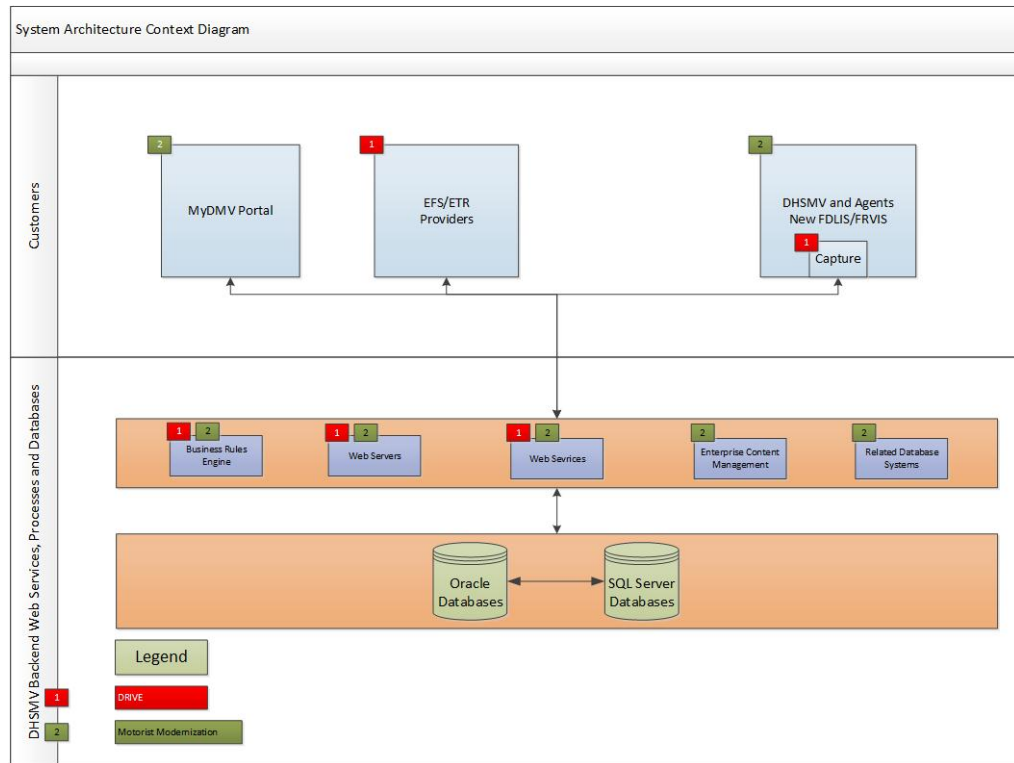 System Architecture Context Diagram
Customers
2
MyDMV Portal
1
EFS/ETR
Providers
2
DHSMV and Agents
New FDLIS/FRVIS
1
Capture
DHSMV Backend Web Services, Processes and Databases
1 2
Business Rules
Engine
1 2
Web Servers
1 2
Web Sevrices
2
Enterprise Content
Management
2
Related Database
Systems
Oracle
Databases
SQL Server
Databases
Legend
1 DRIVE
2 Motorist Modernization